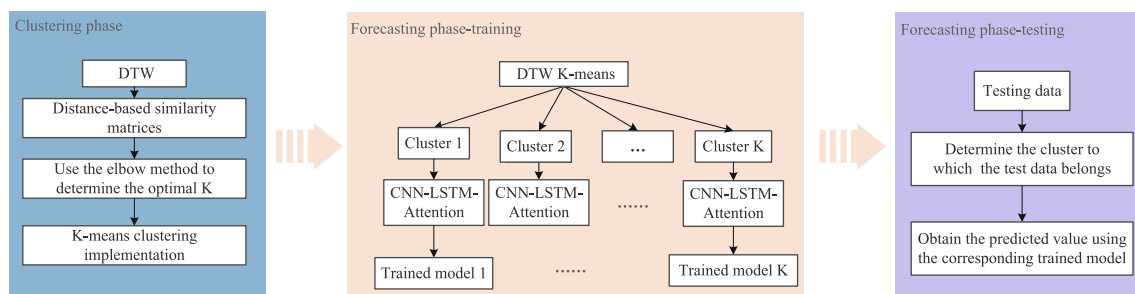 Clustering phase
DTW
Distance-based similarity
matrices
Use the elbow method to
determine the optimal K
K-means clustering
implementation
Forecasting phase-training
DTW K-means
Cluster 1
Cluster 2
...
Cluster K
CNN-LSTM-
Attention
CNN-LSTM-
Attention
......
CNN-LSTM-
Attention
Trained model 1
......
Trained model K
Forecasting phase-testing
Testing data
Determine the cluster to
which the test data belongs
Obtain the predicted value using
the corresponding trained model